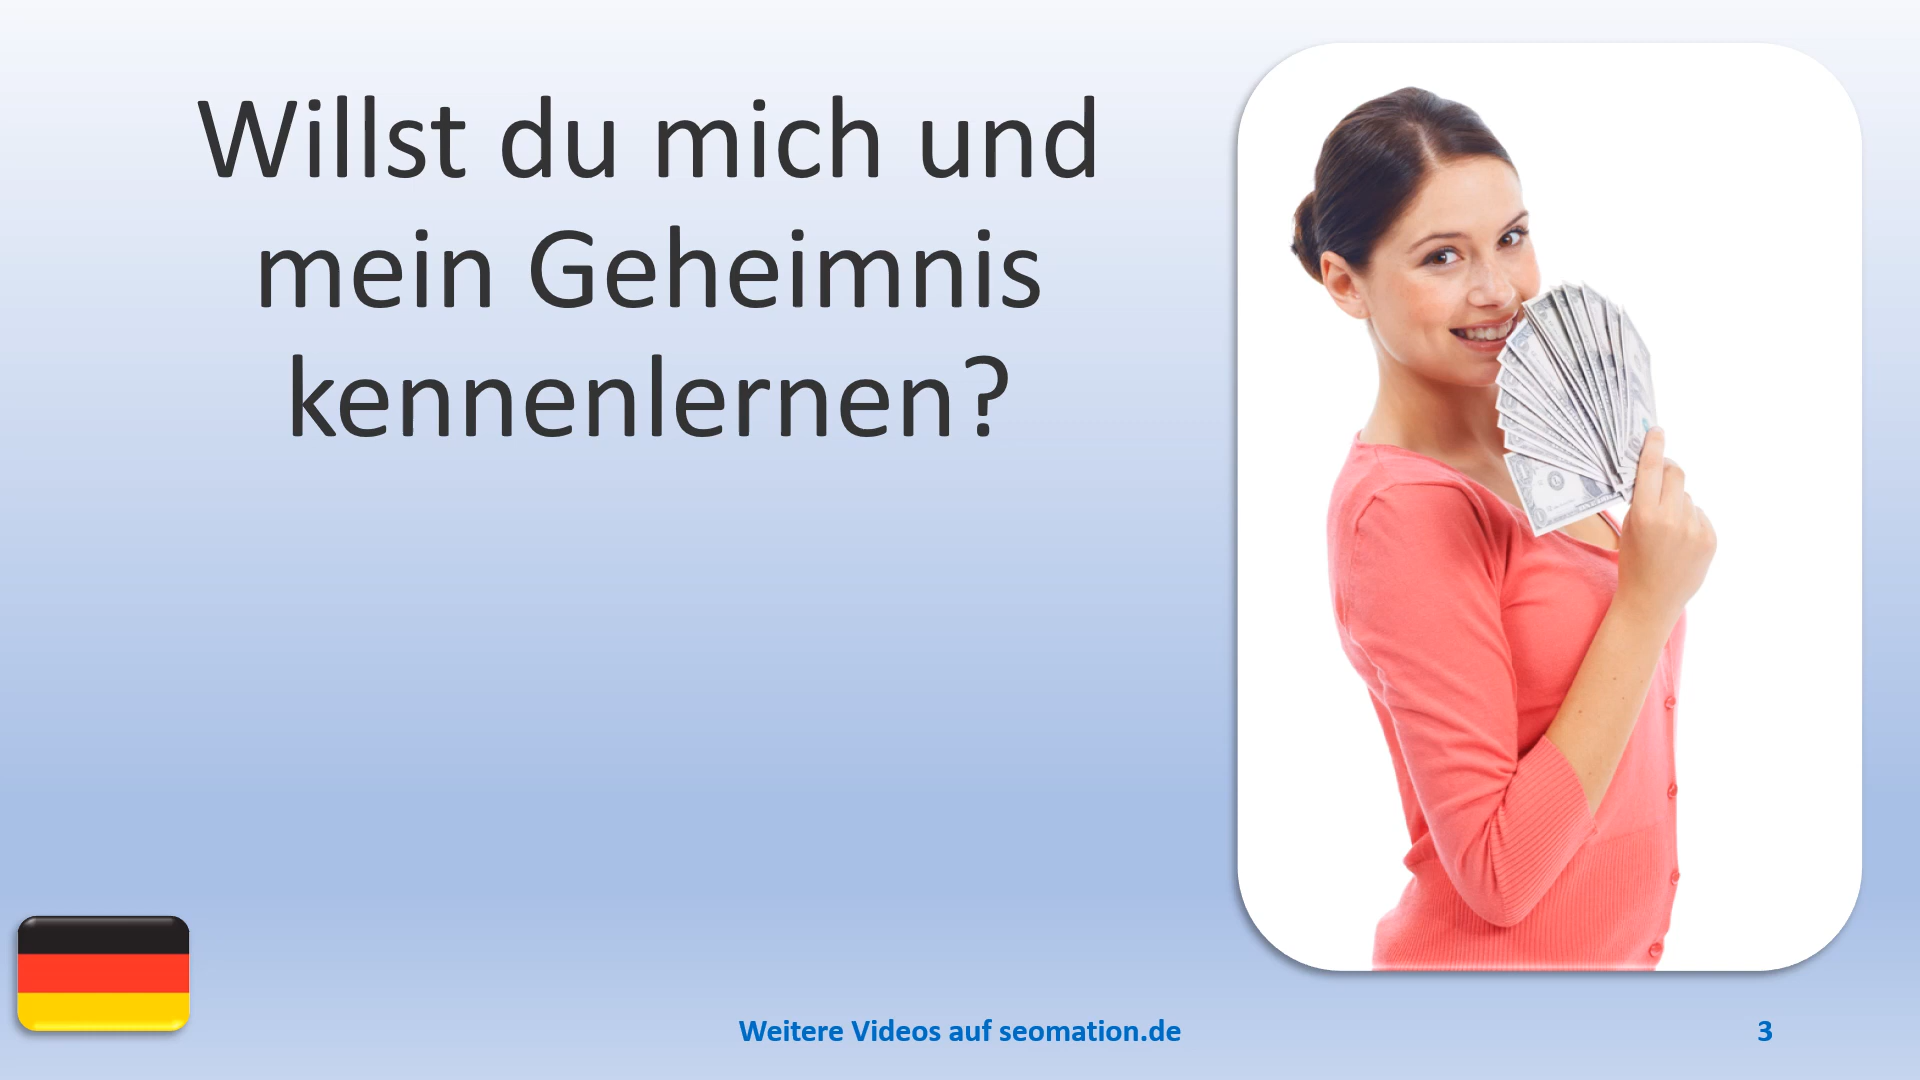 Willst du mich und
mein Geheimnis
kennenlernen?
Weitere Videos auf seomation.de
3